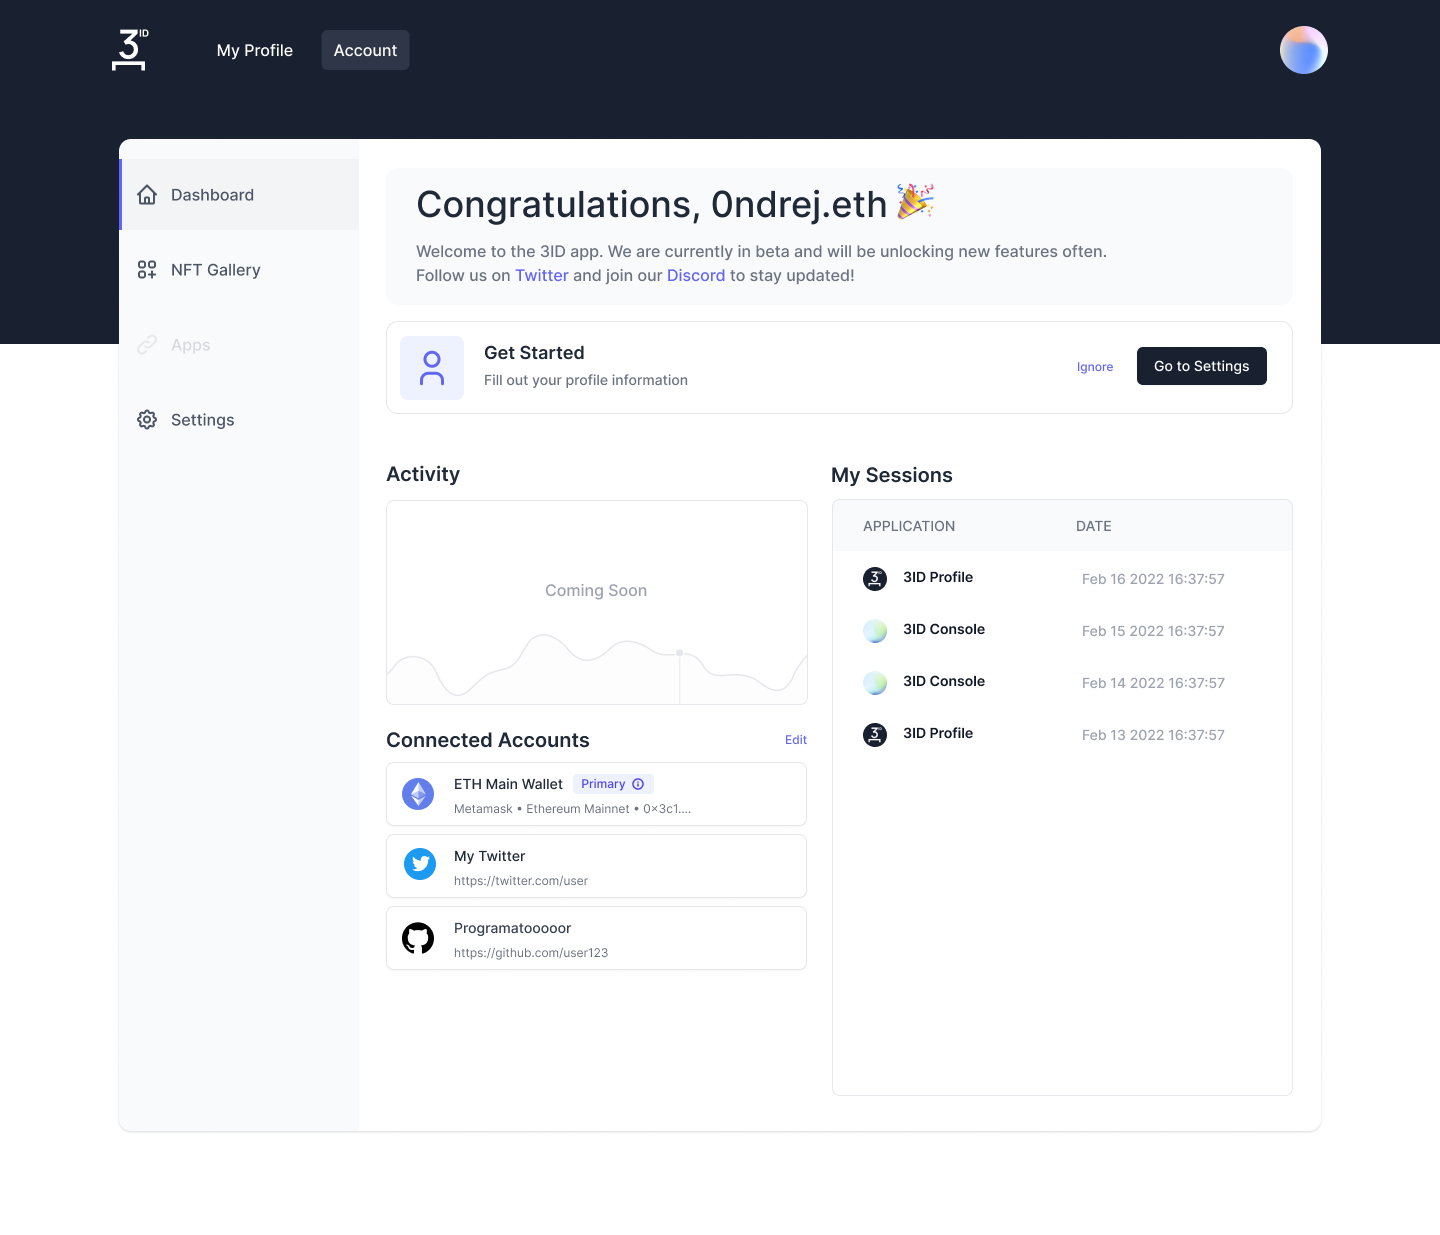 3ID
My Profile
Account
Dashboard
NFT Gallery
Apps
Settings
Congratulations, 0ndrej.eth 🎉
Welcome to the 3ID app. We are currently in beta and will be unlocking new features often.
Follow us on Twitter and join our Discord to stay updated!
Get Started
Fill out your profile information
Ignore
Go to Settings
Activity
Coming Soon
Connected Accounts
Edit
ETH Main Wallet
Primary
Metamask • Ethereum Mainnet • 0×3c1....
My Twitter
https://twitter.com/user
Programatooooor
https://github.com/user123
My Sessions
APPLICATION DATE
3ID Profile Feb 16 2022 16:37:57
3ID Console Feb 15 2022 16:37:57
3ID Console Feb 14 2022 16:37:57
3ID Profile Feb 13 2022 16:37:57